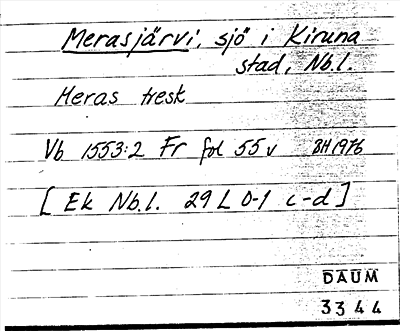 Merasjärvi, sjö i Kiruna
stad, Nb.l.
Meras tresk
Vb 1553:2 Fr fol 55 v BH 1976
[ Ek Nb.l. 29 L 0-1 c-d ]
DAUM
3344